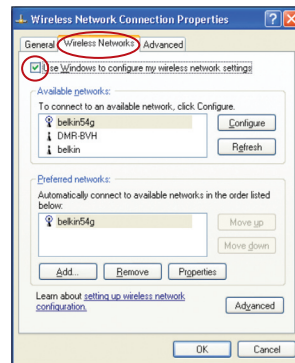 Wireless Network Connection Properties
General Wireless Networks Advanced
Use Windows to configure my wireless network settings
Available networks:
To connect to an available network, click Configure.
belkin54g
DMR-BVH
belkin
Configure
Refresh
Preferred networks:
Automatically connect to available networks in the order listed
below:
belkin54g
Move up
Move down
Add... Remove Properties
Learn about setting up wireless network
configuration.
Advanced
OK Cancel